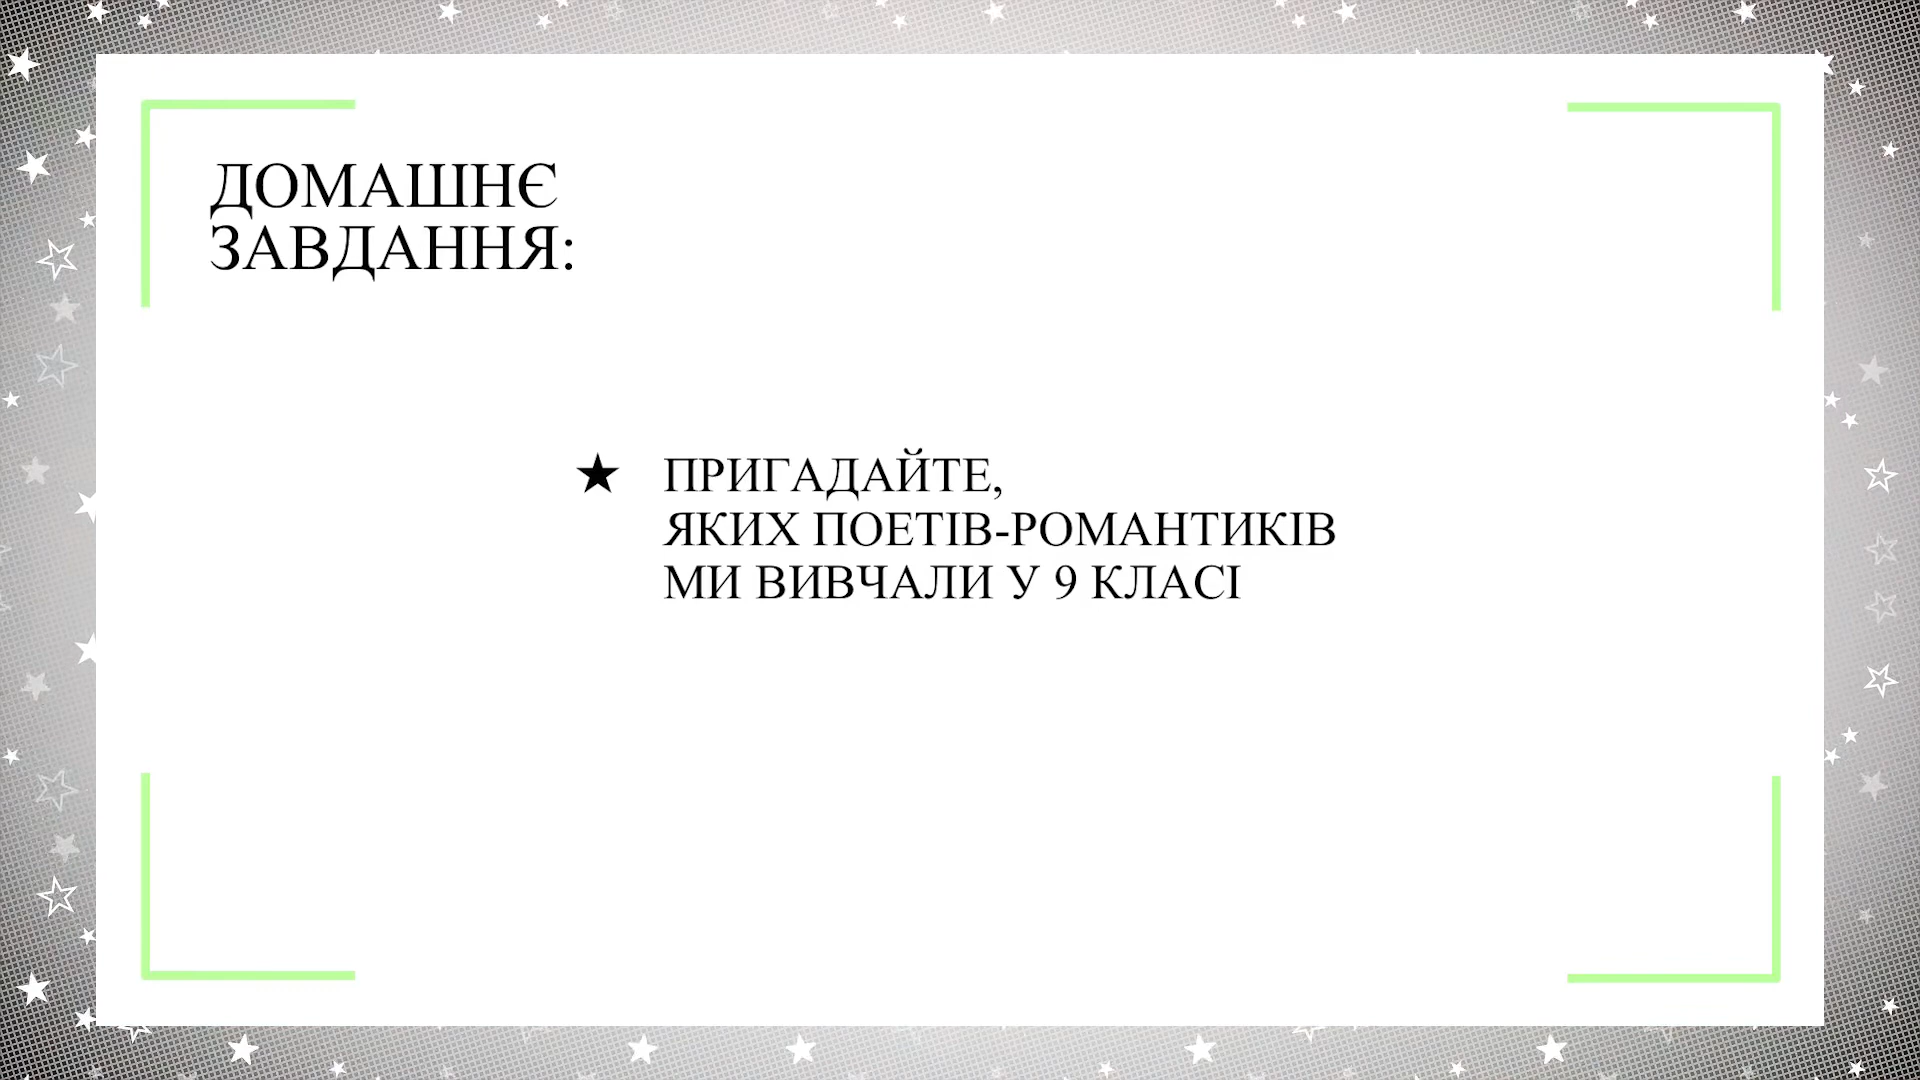 ДОМАШНЄ
ЗАВДАННЯ:
★ ПРИГАДАЙТЕ,
ЯКИХ ПОЕТІВ-РОМАНТИКІВ
МИ ВИВЧАЛИ У 9 КЛАСІ